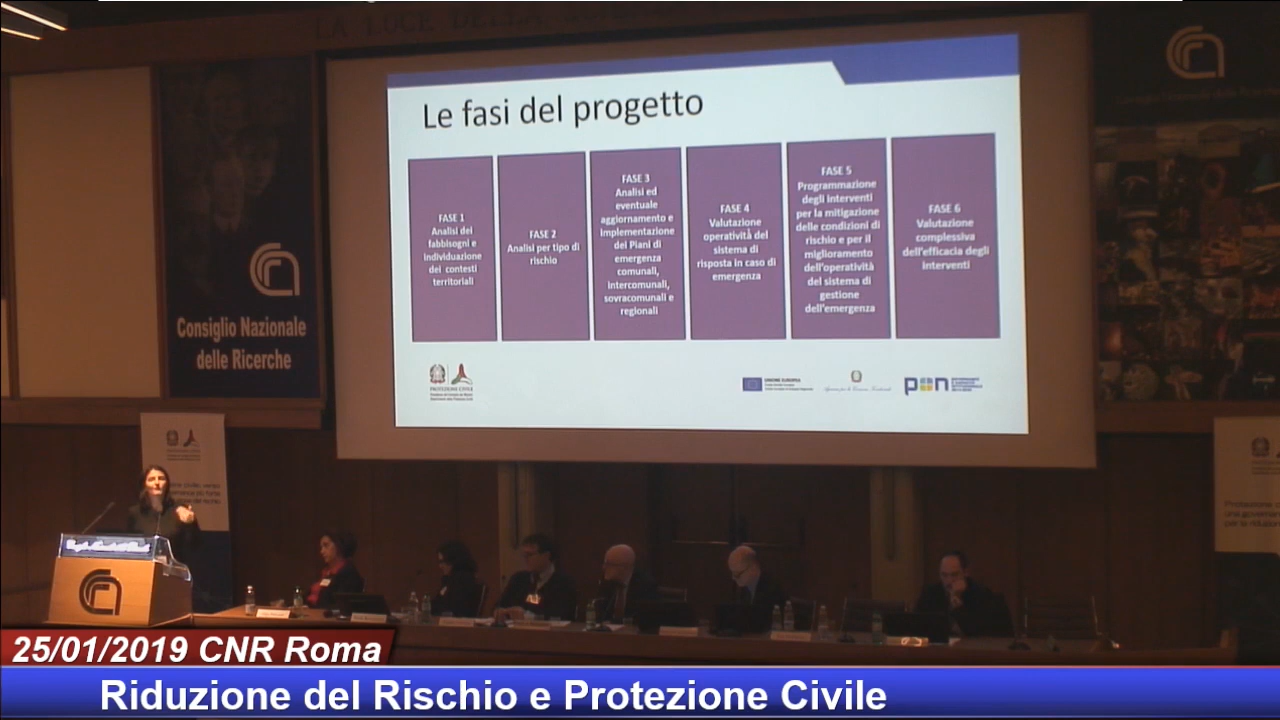 LA LUCE DELLA
Le fasi del progetto
FASE 1
Analisi dei
fabbisogni e
individuazione
dei contesti
territoriali
FASE 2
Analisi per tipo di
rischio
FASE 3
Analisi ed
eventuale
aggiornamento e
implementazione
dei Piani di
emergenza
comunali,
intercomunali,
sovracomunali e
regionali
FASE 4
Valutazione
operatività del
sistema di
risposta in caso di
emergenza
FASE 5
Programmazione
degli interventi
per la mitigazione
delle condizioni di
rischio e per il
miglioramento
dell'operatività
del sistema di
gestione
dell'emergenza
FASE 6
Valutazione
complessiva
dell'efficacia degli
interventi
PROTEZIONE CIVILE
UNIONE EUROPEA
pon
Consiglio Nazionale
delle Ricerche
25/01/2019 CNR Roma
Riduzione del Rischio e Protezione Civile